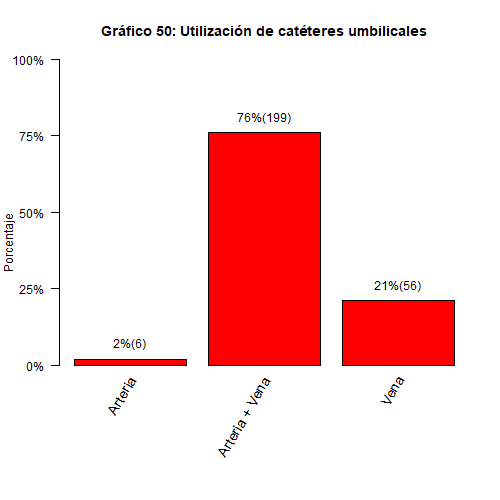 Gráfico 50: Utilización de catéteres umbilicales
100%
75%
50%
25%
0%
Porcentaje
2%(6)
76%(199)
21%(56)
Arteria
Arteria + Vena
Vena